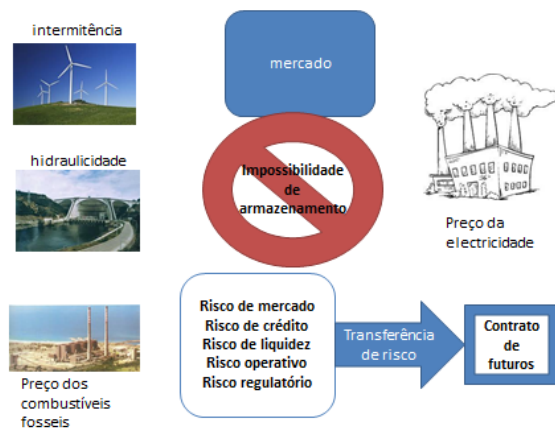 intermitência
mercado
hidraulicidade
Impossibilidade
de
armazenamento
Preço da
electricidade
Risco de mercado
Risco de crédito
Risco de liquidez
Risco operativo
Risco regulatório
Transferência
de risco
Contrato
de
futuros
Preço dos
combustíveis
fosseis